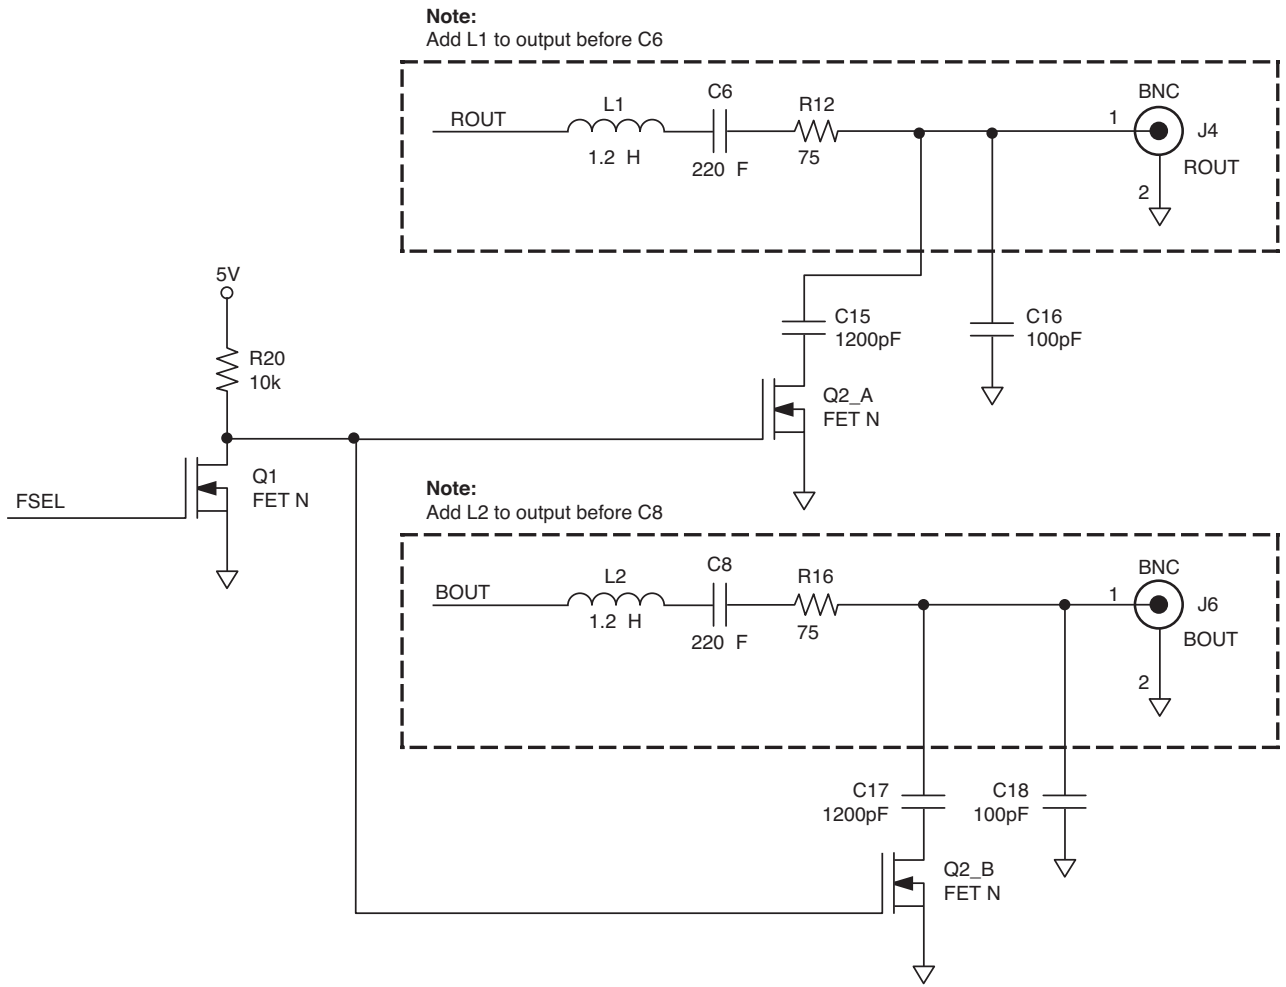 Note:
Add L1 to output before C6
ROUT
L1
1.2 H
C6
220 F
R12
75
1
BNC
J4
ROUT
2
5V
R20
10k
C15
1200pF
C16
100pF
Q2_A
FET N
FSEL
Q1
FET N
Note:
Add L2 to output before C8
BOUT
L2
1.2 H
C8
220 F
R16
75
1
BNC
J6
BOUT
2
C17
1200pF
C18
100pF
Q2_B
FET N